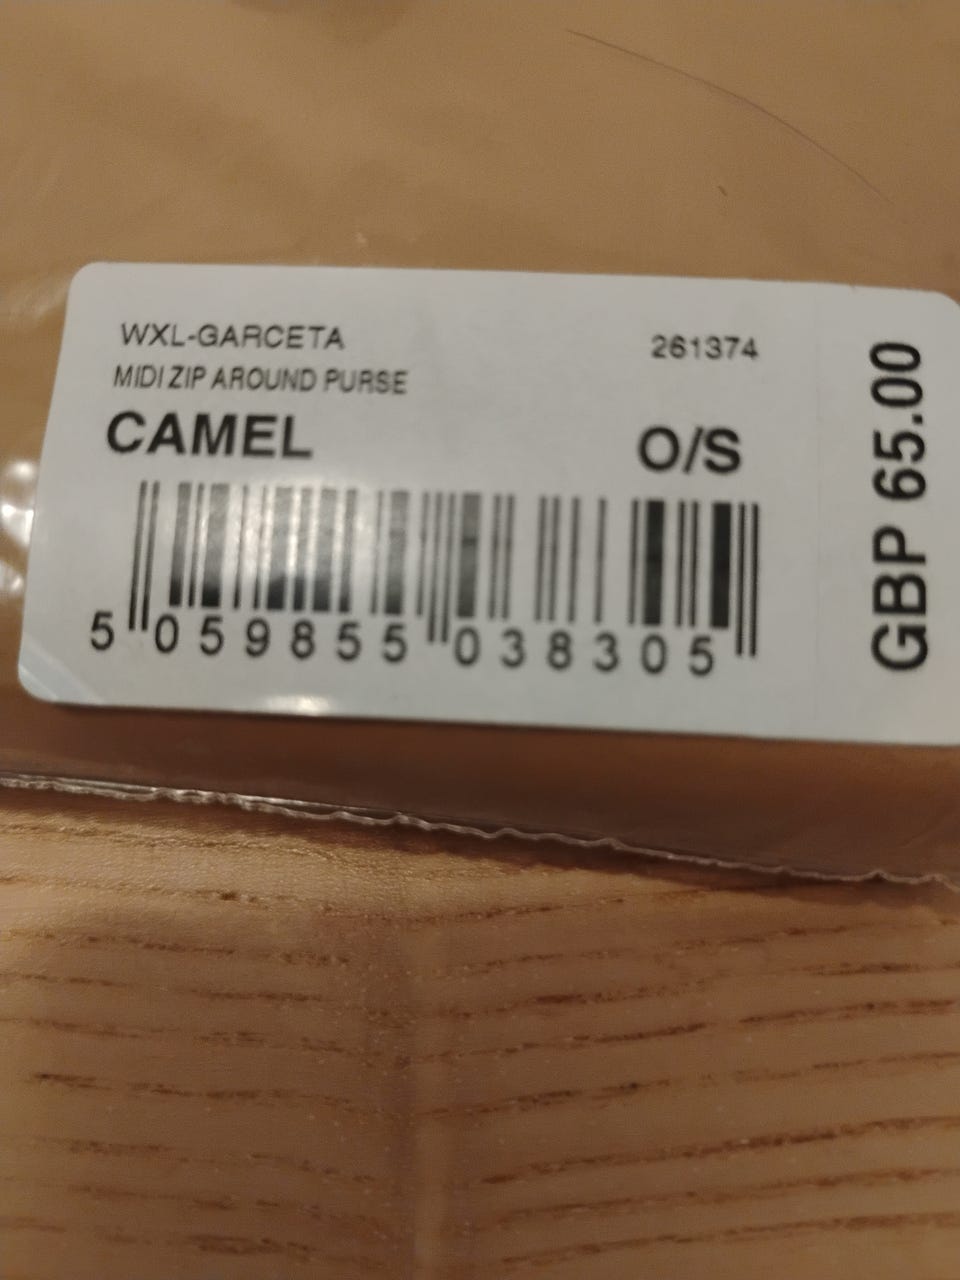 WXL-GARCETA
261374
MIDI ZIP AROUND PURSE
CAMEL
O/S
5 059855 038305
GBP 65.00